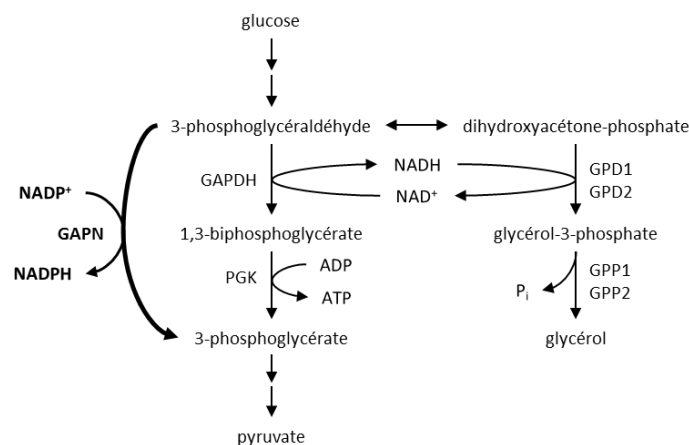 glucose
3-phosphoglycéraldéhyde
dihydroxyacétone-phosphate
NADH
GPD1
GAPDH
NADP⁺
NAD⁺
GPD2
GAPN
1,3-biphosphoglycérate
glycérol-3-phosphate
NADPH
ADP
GPP1
PGK
ATP
Pᵢ
GPP2
3-phosphoglycérate
glycérol
pyruvate